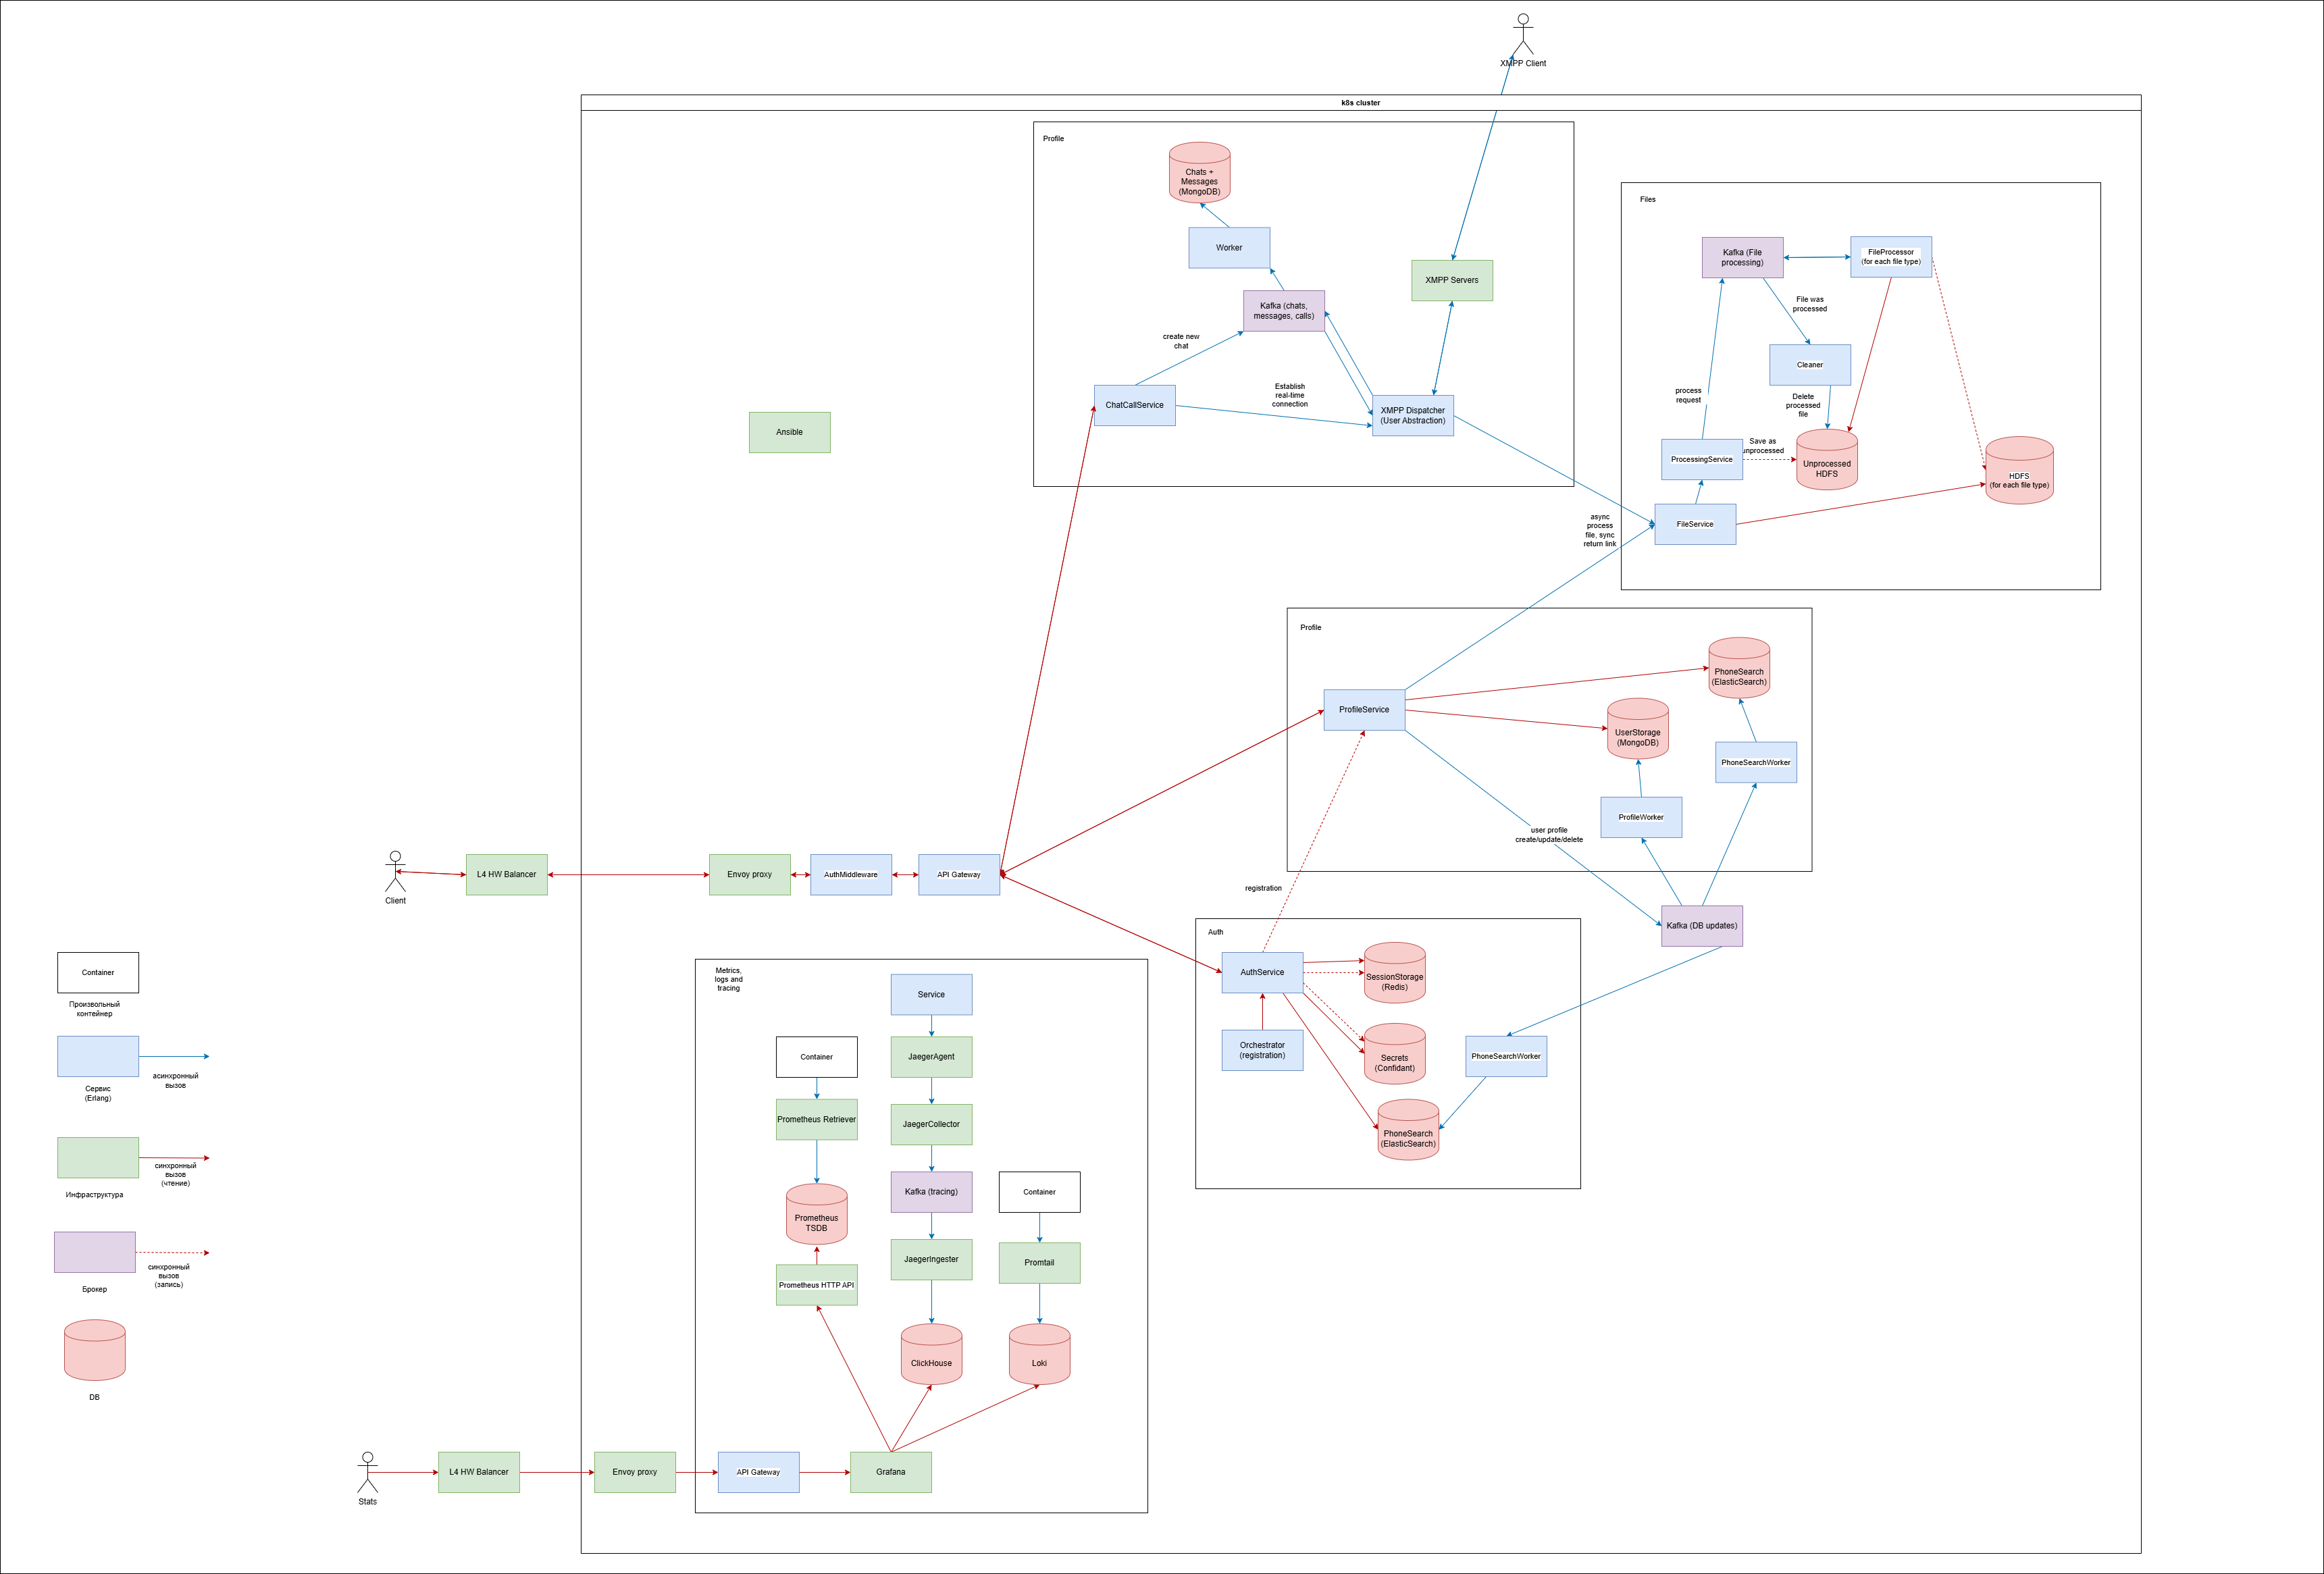 XMPP Client
k8s cluster
Profile
Chats +
Messages
(MongoDB)
Worker
Kafka (chats,
messages, calls)
XMPP Servers
create new
chat
ChatCallService
Establish
real-time
connection
XMPP Dispatcher
(User Abstraction)
Ansible
Files
Kafka (File
processing)
FileProcessor
(for each file type)
File was
processed
Cleaner
process
request
Delete
processed
file
ProcessingService
Save as
unprocessed
Unprocessed
HDFS
HDFS
(for each file type)
FileService
async
process
file, sync
return link
Profile
ProfileService
PhoneSearch
(ElasticSearch)
UserStorage
(MongoDB)
PhoneSearchWorker
ProfileWorker
user profile
create/update/delete
Kafka (DB updates)
Client
L4 HW Balancer
Envoy proxy
AuthMiddleware
API Gateway
registration
Auth
AuthService
SessionStorage
(Redis)
Orchestrator
(registration)
Secrets
(Confidant)
PhoneSearchWorker
PhoneSearch
(ElasticSearch)
Metrics,
logs and
tracing
Service
Container
JaegerAgent
Prometheus Retriever
JaegerCollector
Kafka (tracing)
Container
Prometheus
TSDB
JaegerIngester
Promtail
Prometheus HTTP API
ClickHouse
Loki
Stats
L4 HW Balancer
Envoy proxy
API Gateway
Grafana
Container
Произвольный
контейнер
Сервис
(Erlang)
асинхронный
вызов
Инфраструктура
синхронный
вызов
(чтение)
Брокер
синхронный
вызов
(запись)
DB